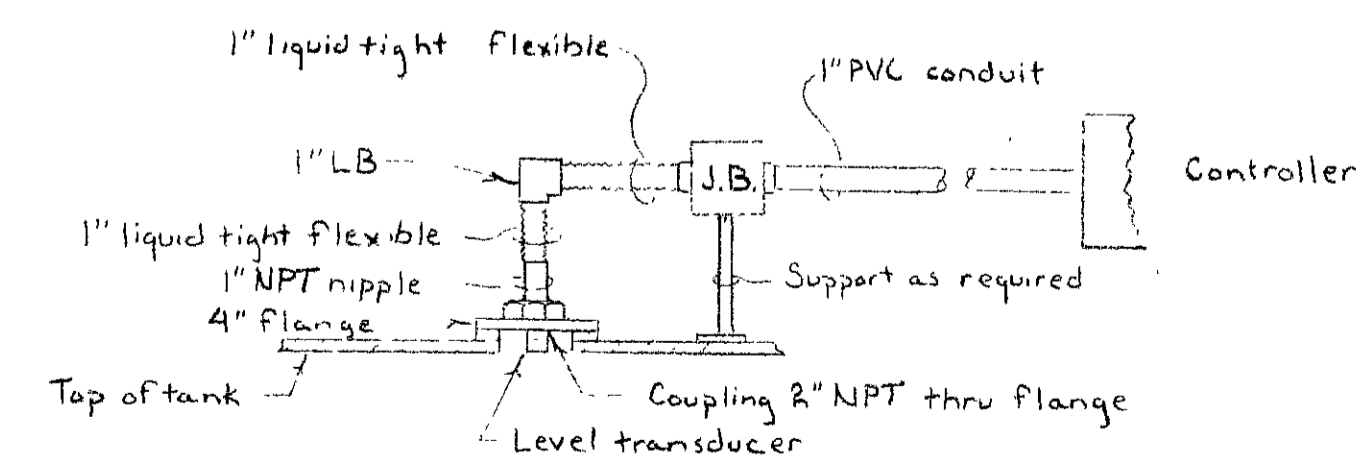 1" liquid tight flexible
1" PVC conduit
1" LB
J.B.
Controller
1" liquid tight flexible
1" NPT nipple
Support as required
4" flange
Top of tank
Coupling 2" NPT thru flange
Level transducer